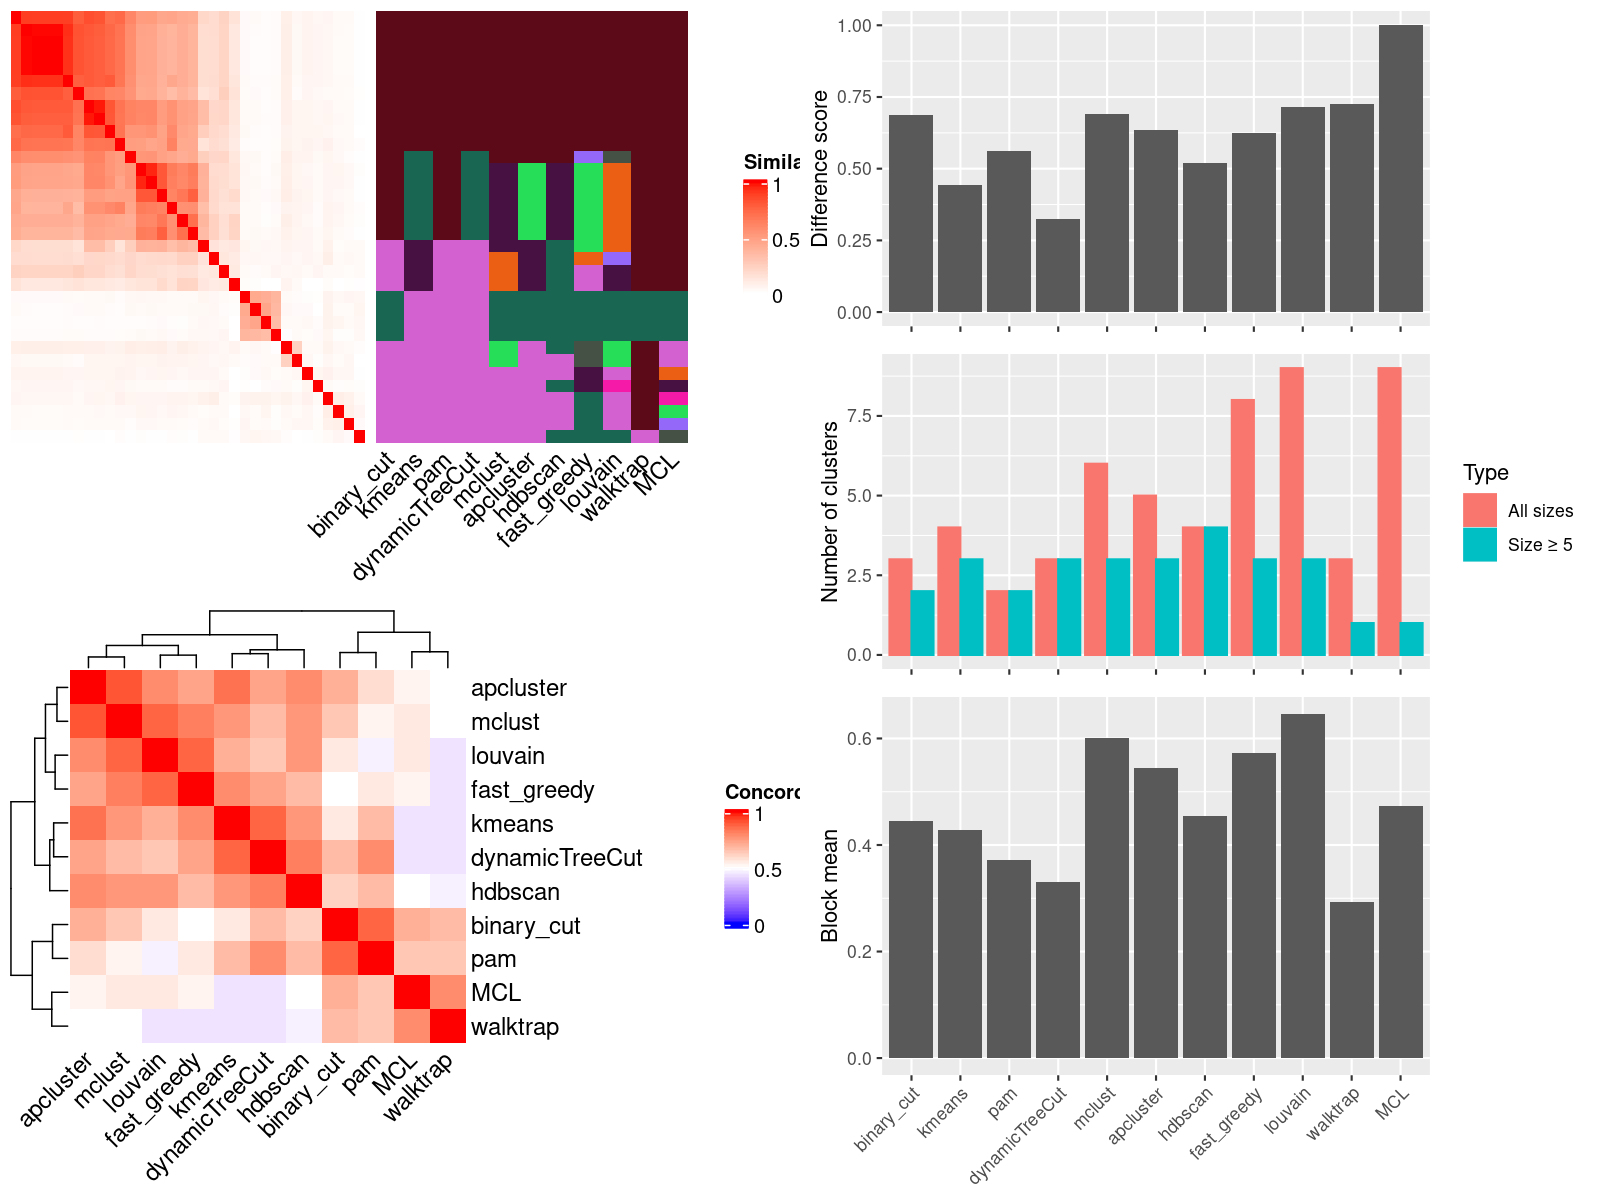 Simila
1
0.5
0
binary_cut
kmeans
pam
dynamicTreeCut
mclust
apcluster
hdbscan
fast_greedy
louvain
walktrap
MCL
apcluster
mclust
louvain
fast_greedy
kmeans
dynamicTreeCut
hdbscan
binary_cut
pam
MCL
walktrap
Concord
1
0.5
0
apcluster
mclust
louvain
fast_greedy
kmeans
dynamicTreeCut
hdbscan
binary_cut
pam
MCL
walktrap
Difference score
1.00
0.75
0.50
0.25
0.00
Number of clusters
7.5
5.0
2.5
0.0
Type
All sizes
Size ≥ 5
Block mean
0.6
0.4
0.2
0.0
binary_cut
kmeans
pam
dynamicTreeCut
mclust
apcluster
hdbscan
fast_greedy
louvain
walktrap
MCL